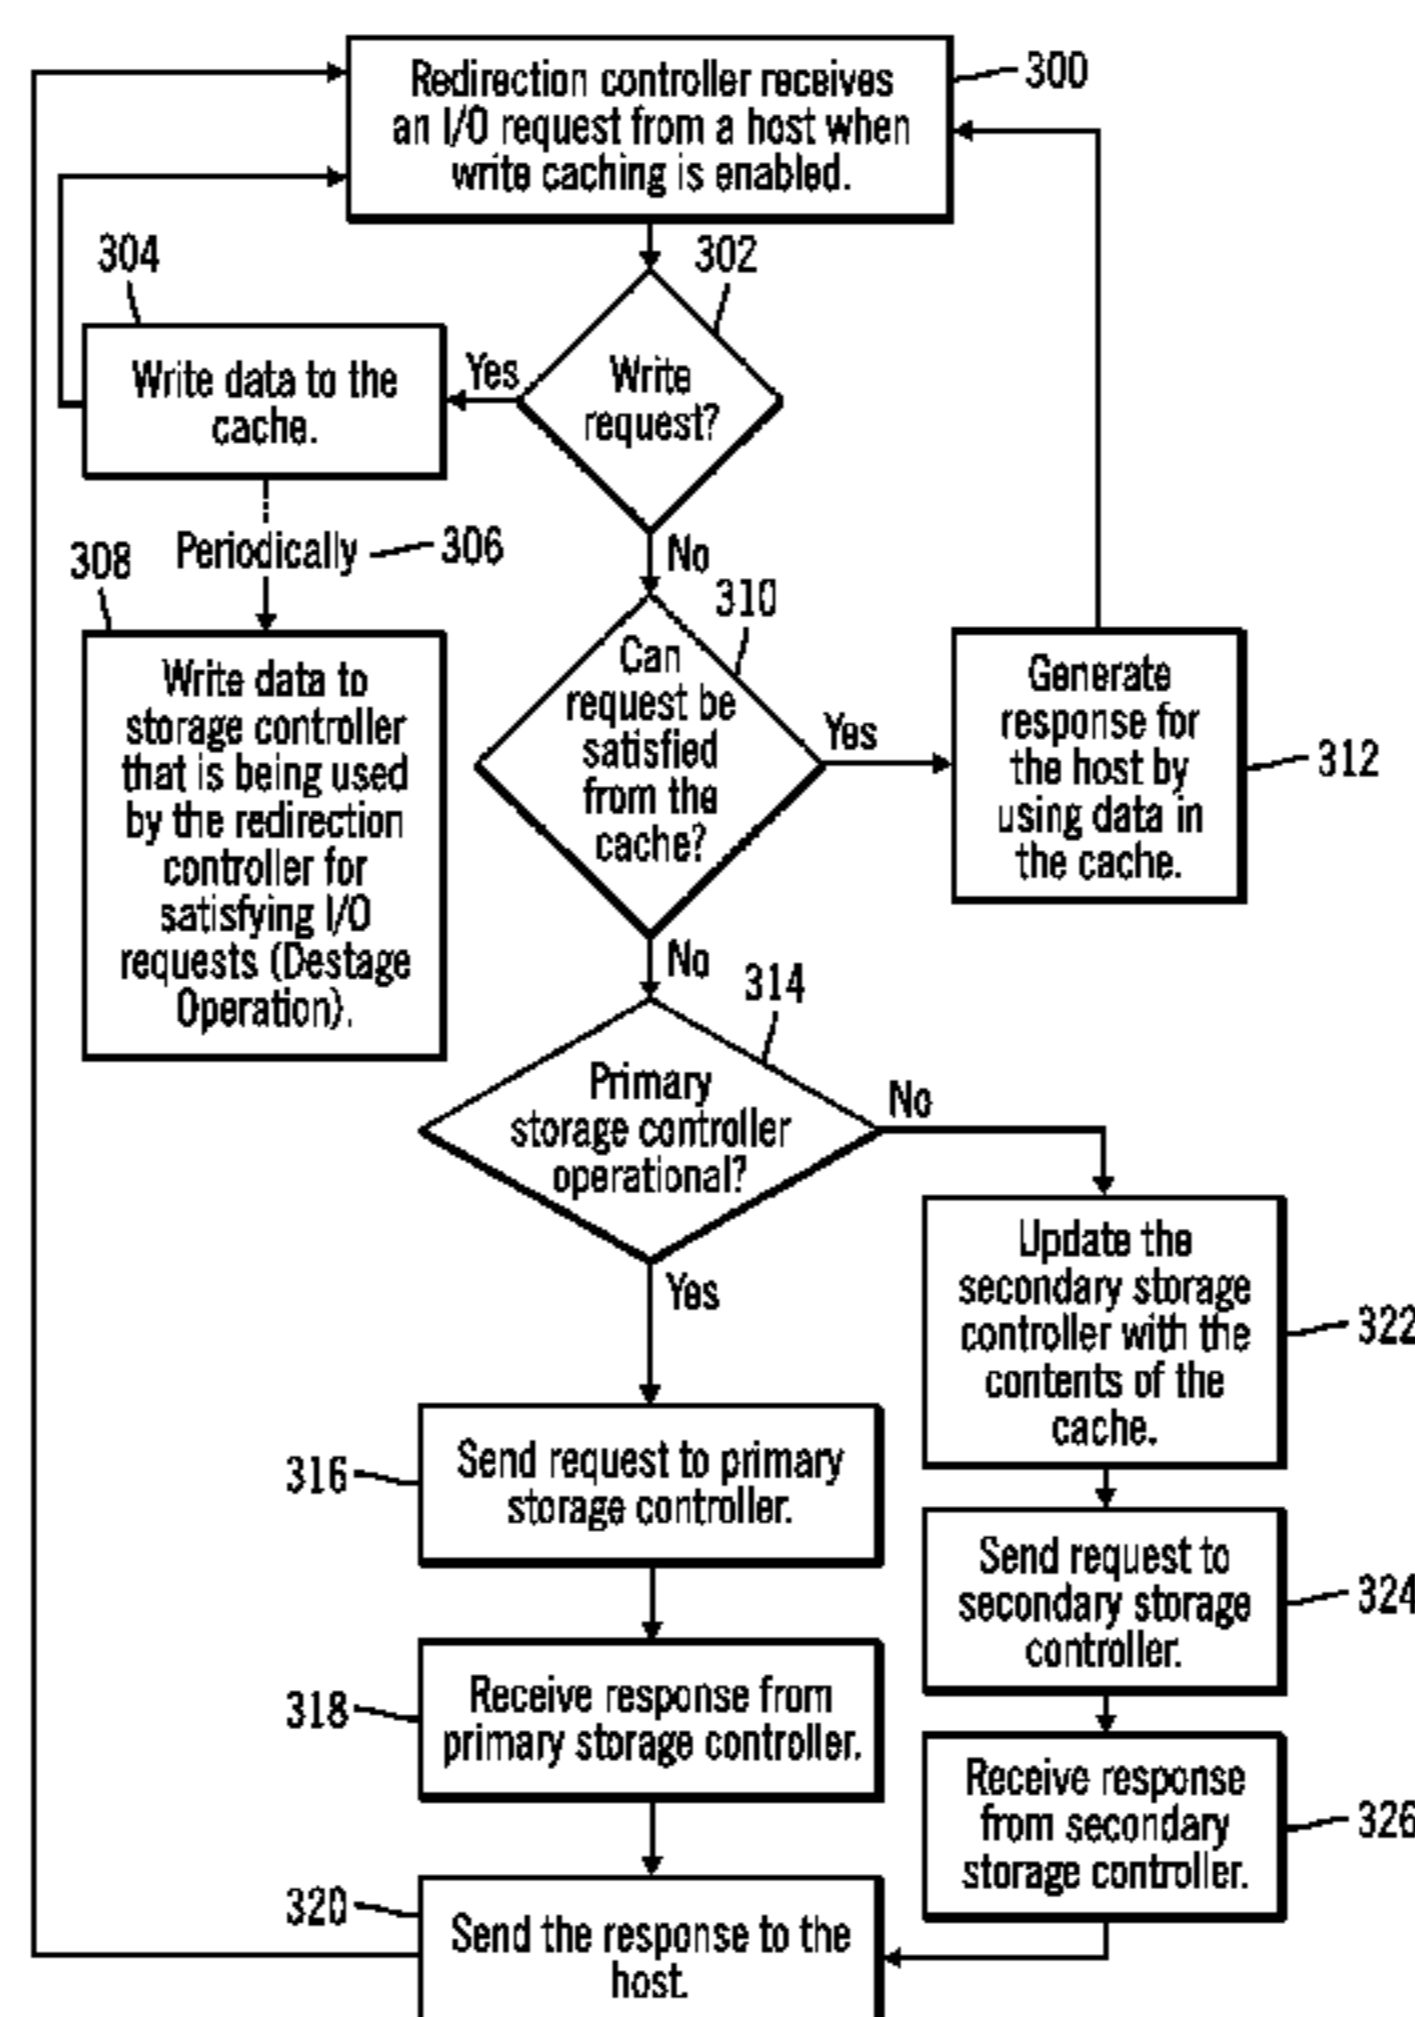 Redirection controller receives
an I/O request from a host when
write caching is enabled.
300
302
304
Write
request?
Yes
Write data to the
cache.
No
Periodically
306
308
310
Write data to
storage controller
that is being used
by the redirection
controller for
satisfying I/O
requests (Destage
Operation).
Can
request be
satisfied
from the
cache?
Yes
Generate
response for
the host by
using data in
the cache.
312
No
314
Primary
storage controller
operational?
No
Yes
Update the
secondary storage
controller with the
contents of the
cache.
322
316
Send request to primary
storage controller.
Send request to
secondary storage
controller.
324
318
Receive response from
primary storage controller.
Receive response
from secondary
storage controller.
326
320
Send the response to the
host.